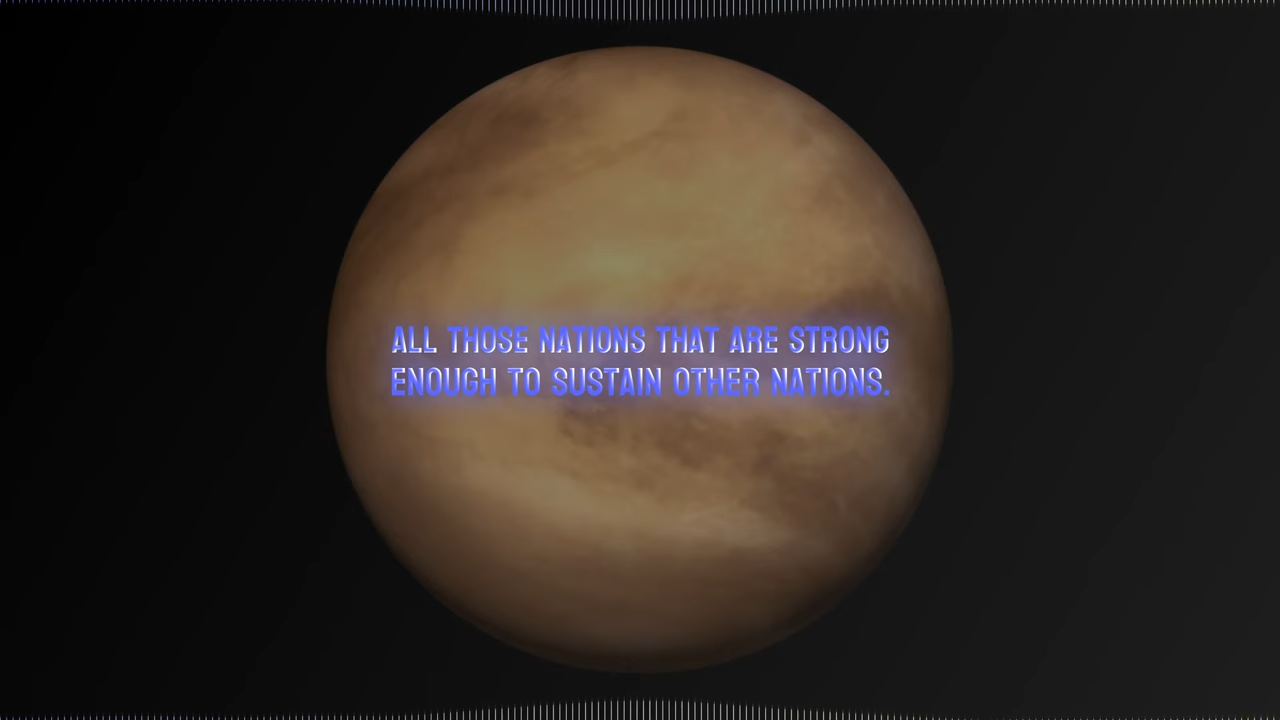 ALL THOSE NATIONS THAT ARE STRONG
ENOUGH TO SUSTAIN OTHER NATIONS.